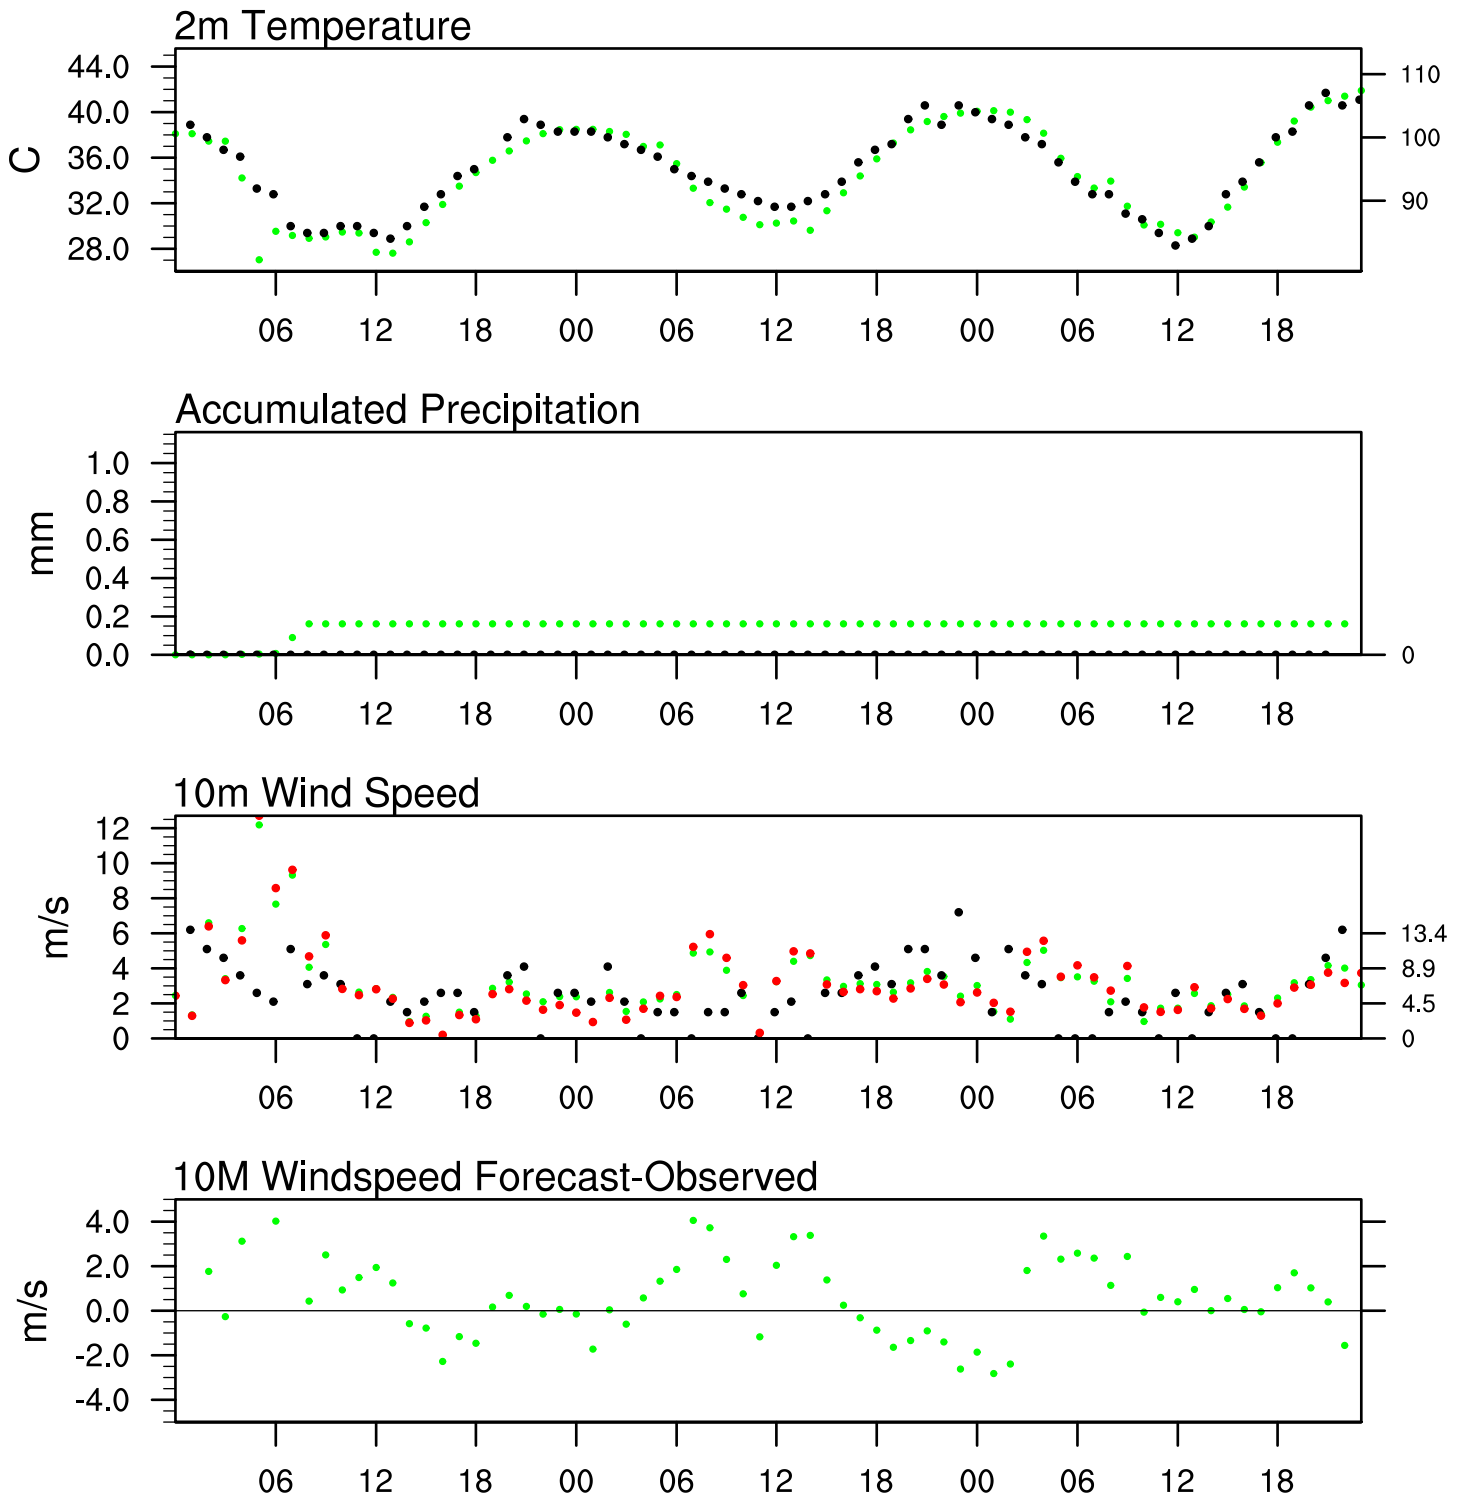 2m Temperature
44.0
40.0
36.0
32.0
28.0
C
110
100
90
06 12 18 00 06 12 18 00 06 12 18
Accumulated Precipitation
1.0
0.8
0.6
0.4
0.2
0.0
mm
0
06 12 18 00 06 12 18 00 06 12 18
10m Wind Speed
12
10
8
6
4
2
0
m/s
13.4
8.9
4.5
0
06 12 18 00 06 12 18 00 06 12 18
10M Windspeed Forecast-Observed
4.0
2.0
0.0
-2.0
-4.0
m/s
06 12 18 00 06 12 18 00 06 12 18